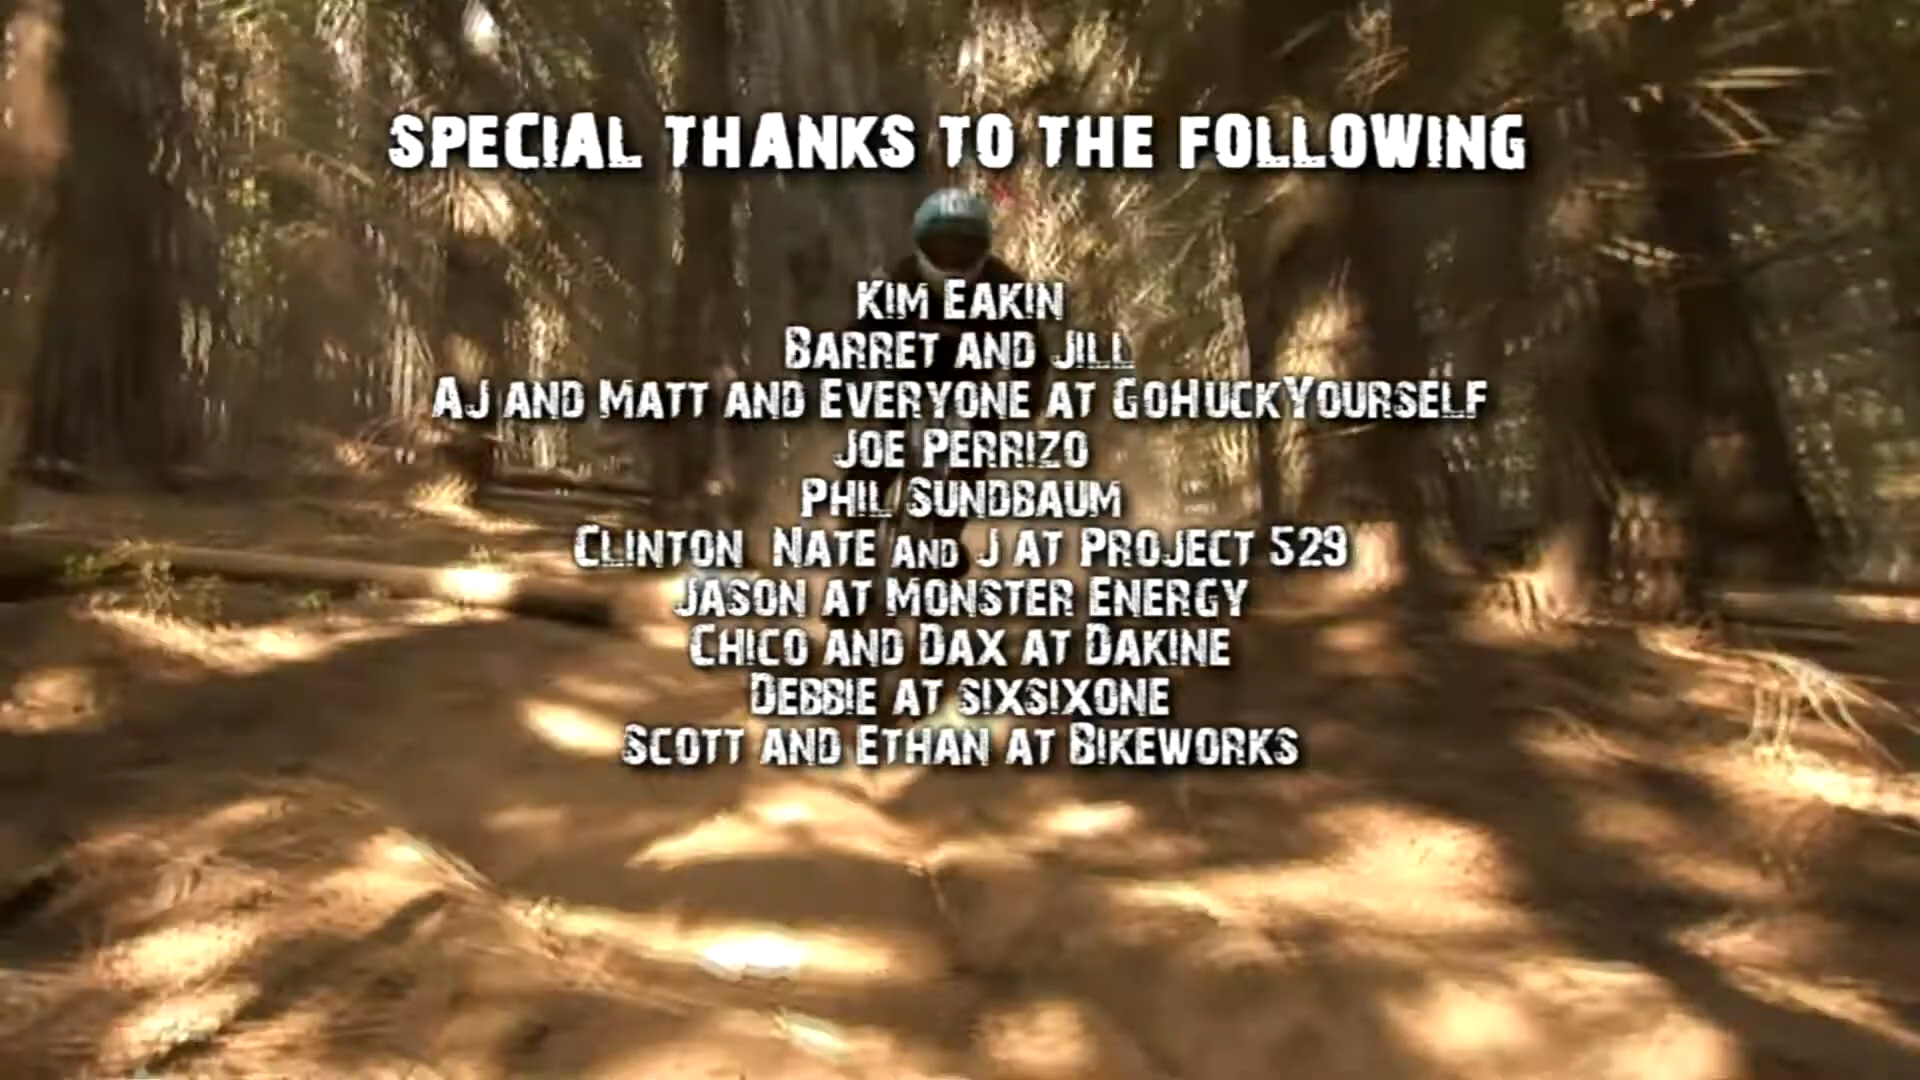 SPECIAL THANKS TO THE FOLLOWING
KIM EAKIN
BARRET AND JILL
AJ AND MATT AND EVERYONE AT GOHUCKYOURSELF
JOE PERRIZO
PHIL SUNDBAUM
CLINTON NATE AND J AT PROJECT 529
JASON AT MONSTER ENERGY
CHICO AND DAX AT DAKINE
DEBBIE AT SIXSIXONE
SCOTT AND ETHAN AT BIKEWORKS